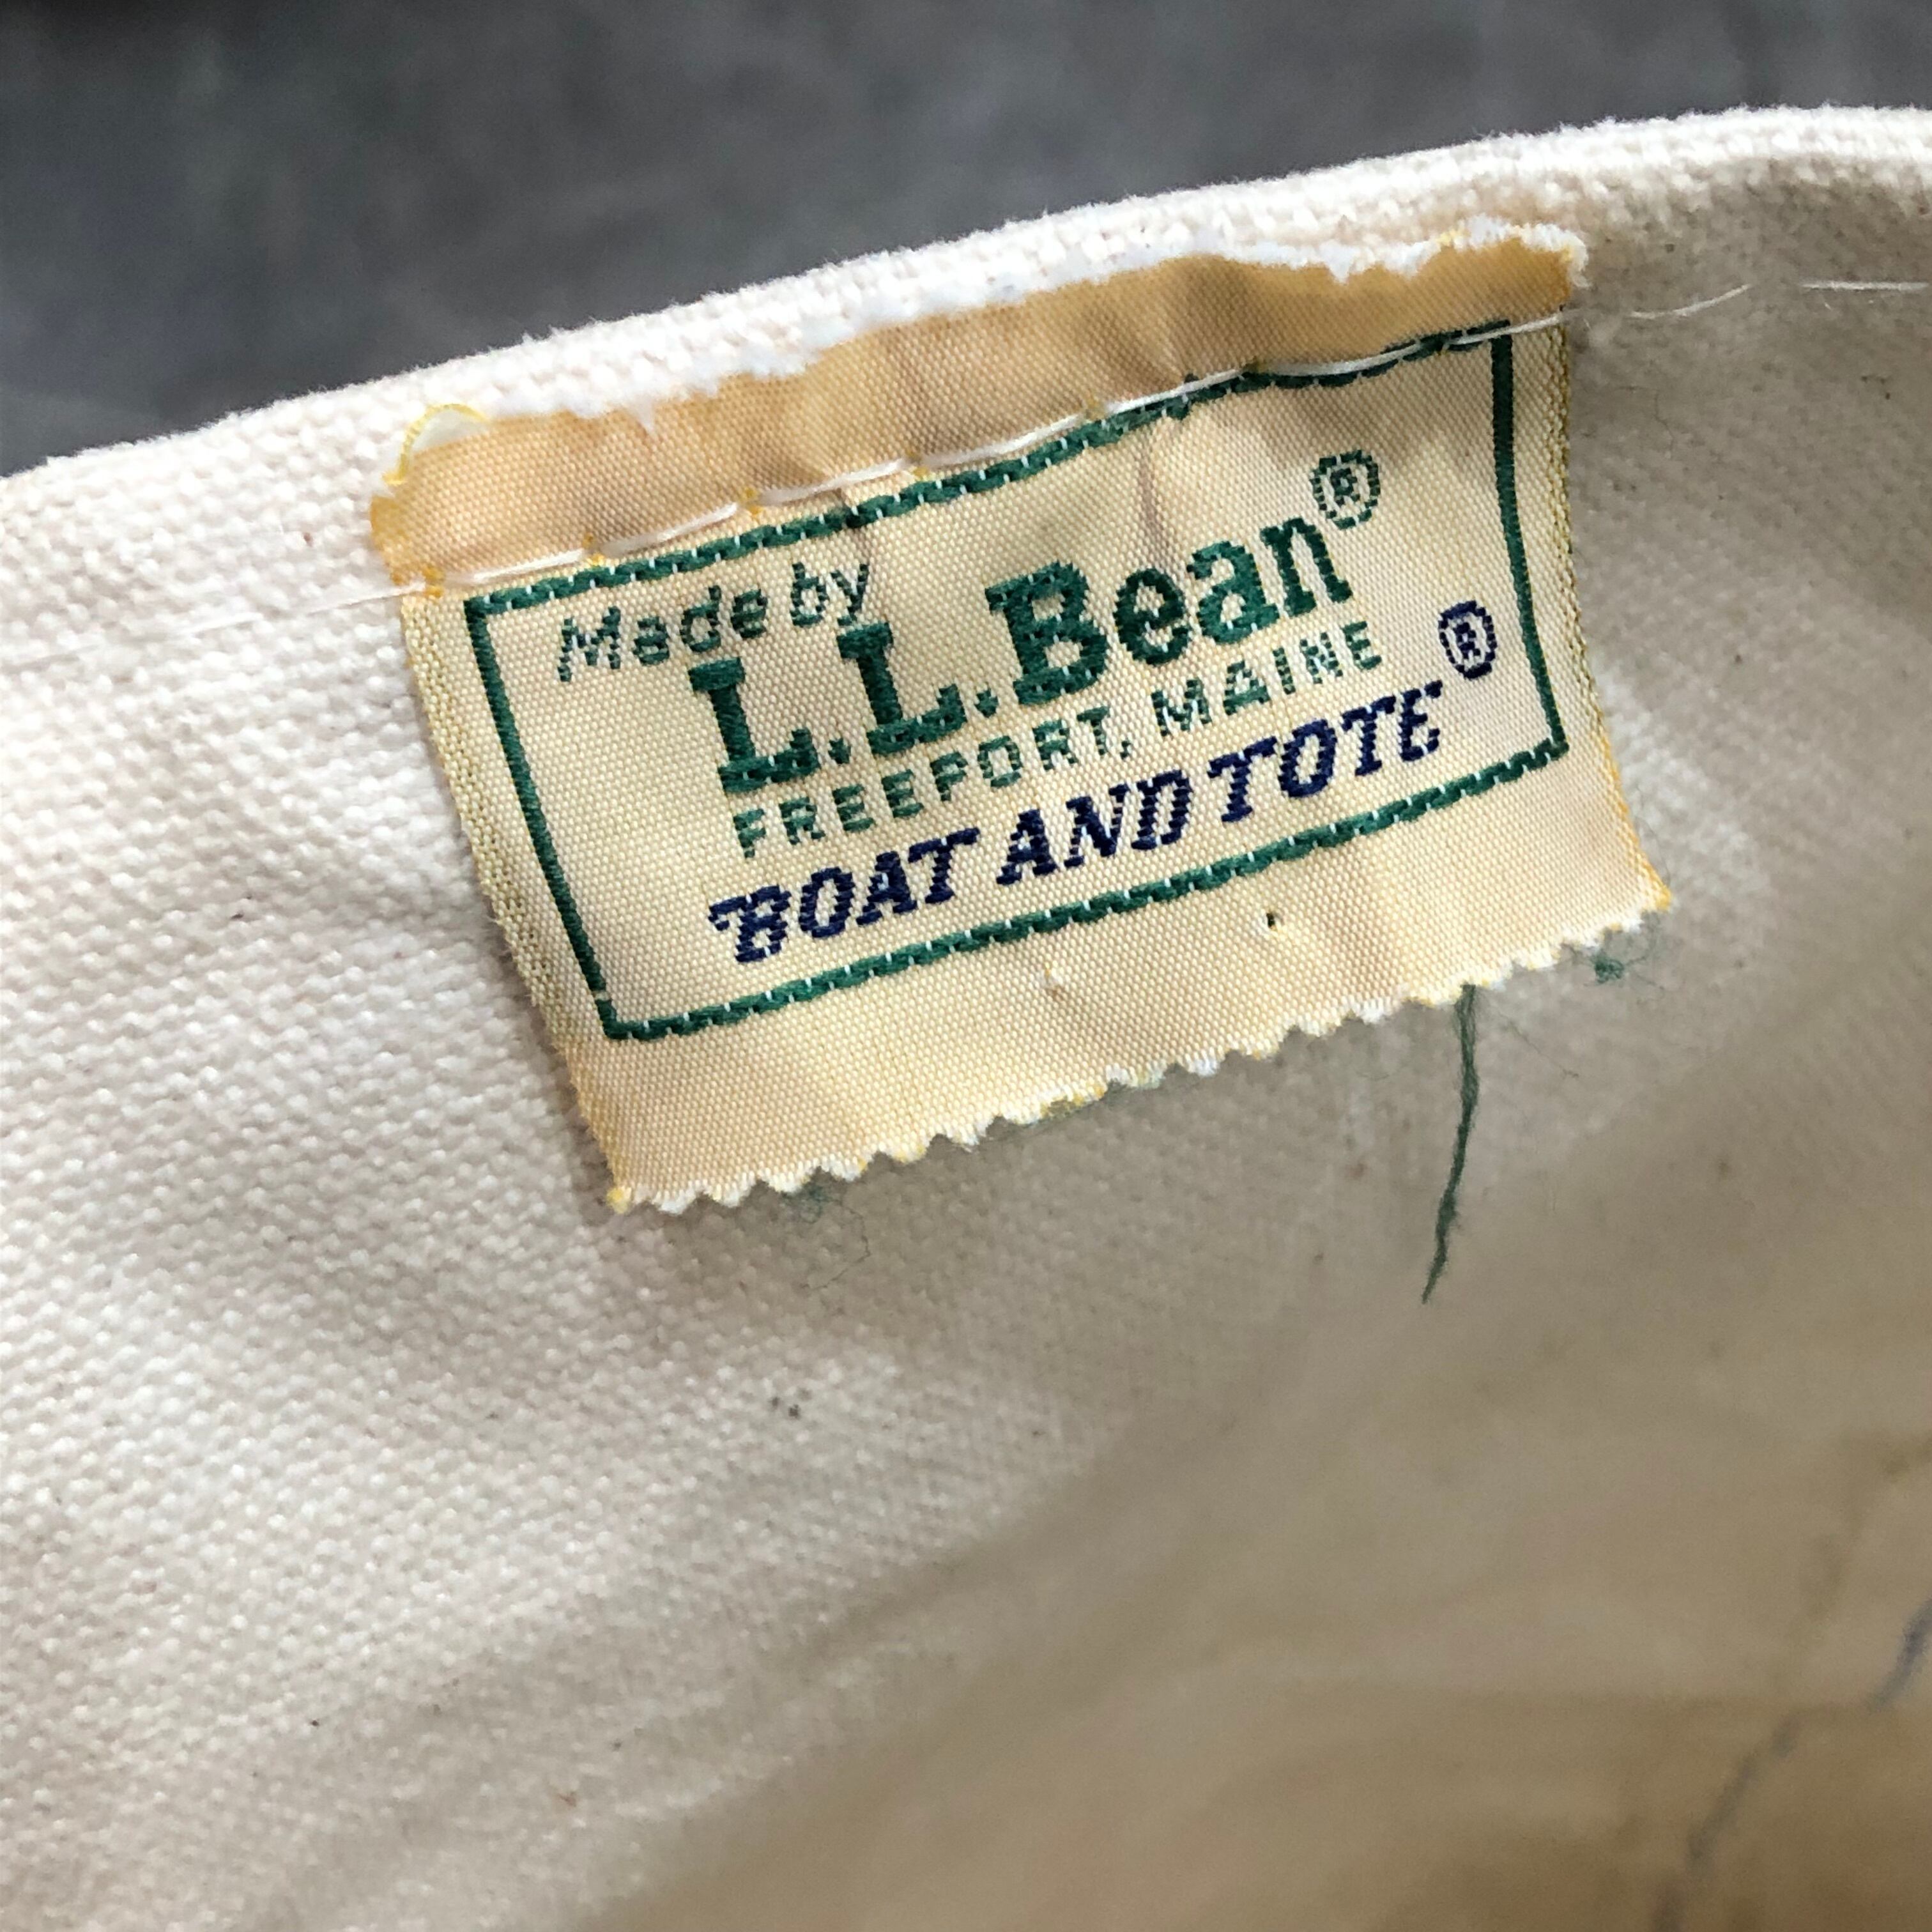 Made by
L.L.Bean®
FREEPORT, MAINE
BOAT AND TOTE®